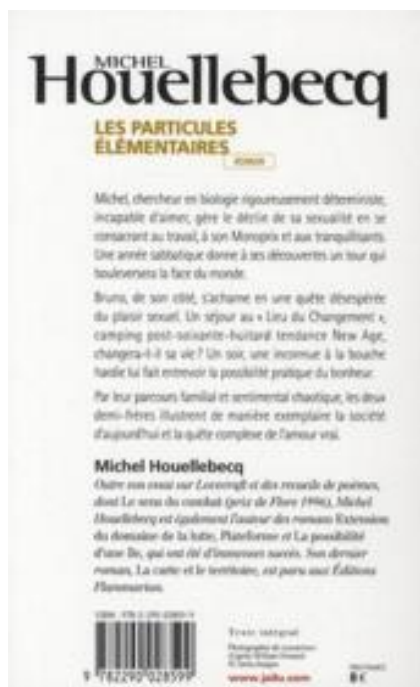 MICHEL
Houellebecq
LES PARTICULES
ÉLÉMENTAIRES
roman
Michel, chercheur en biologie rigoureusement déterministe,
incapable d'aimer, gère le déclin de sa sexualité en se
consacrant au travail, à son Monoprix et aux tranquillisants.
Une année sabbatique donne à ses découvertes un tour qui
bouleversera la face du monde.
Bruno, de son côté, s'acharne en une quête désespérée
du plaisir sexuel. Un séjour au « Lieu du Changement »,
camping post-soixante-huitard tendance New Age,
changera-t-il sa vie ? Un soir, une inconnue à la bouche
hardie lui fait entrevoir la possibilité pratique du bonheur.
Par leur parcours familial et sentimental chaotique, les deux
demi-frères illustrent de manière exemplaire la société
d'aujourd'hui et la quête complexe de l'amour vrai.
Michel Houellebecq
Outre son essai sur Lovecraft et des recueils de poèmes,
dont Le sens du combat (prix de Flore 1996), Michel
Houellebecq est également l'auteur des romans Extension
du domaine de la lutte, Plateforme et La possibilité
d'une île, qui ont été d'immenses succès. Son dernier
roman, La carte et le territoire, est paru aux Éditions
Flammarion.
Texte intégral
www.jailu.com
8 €
9 782290 028599